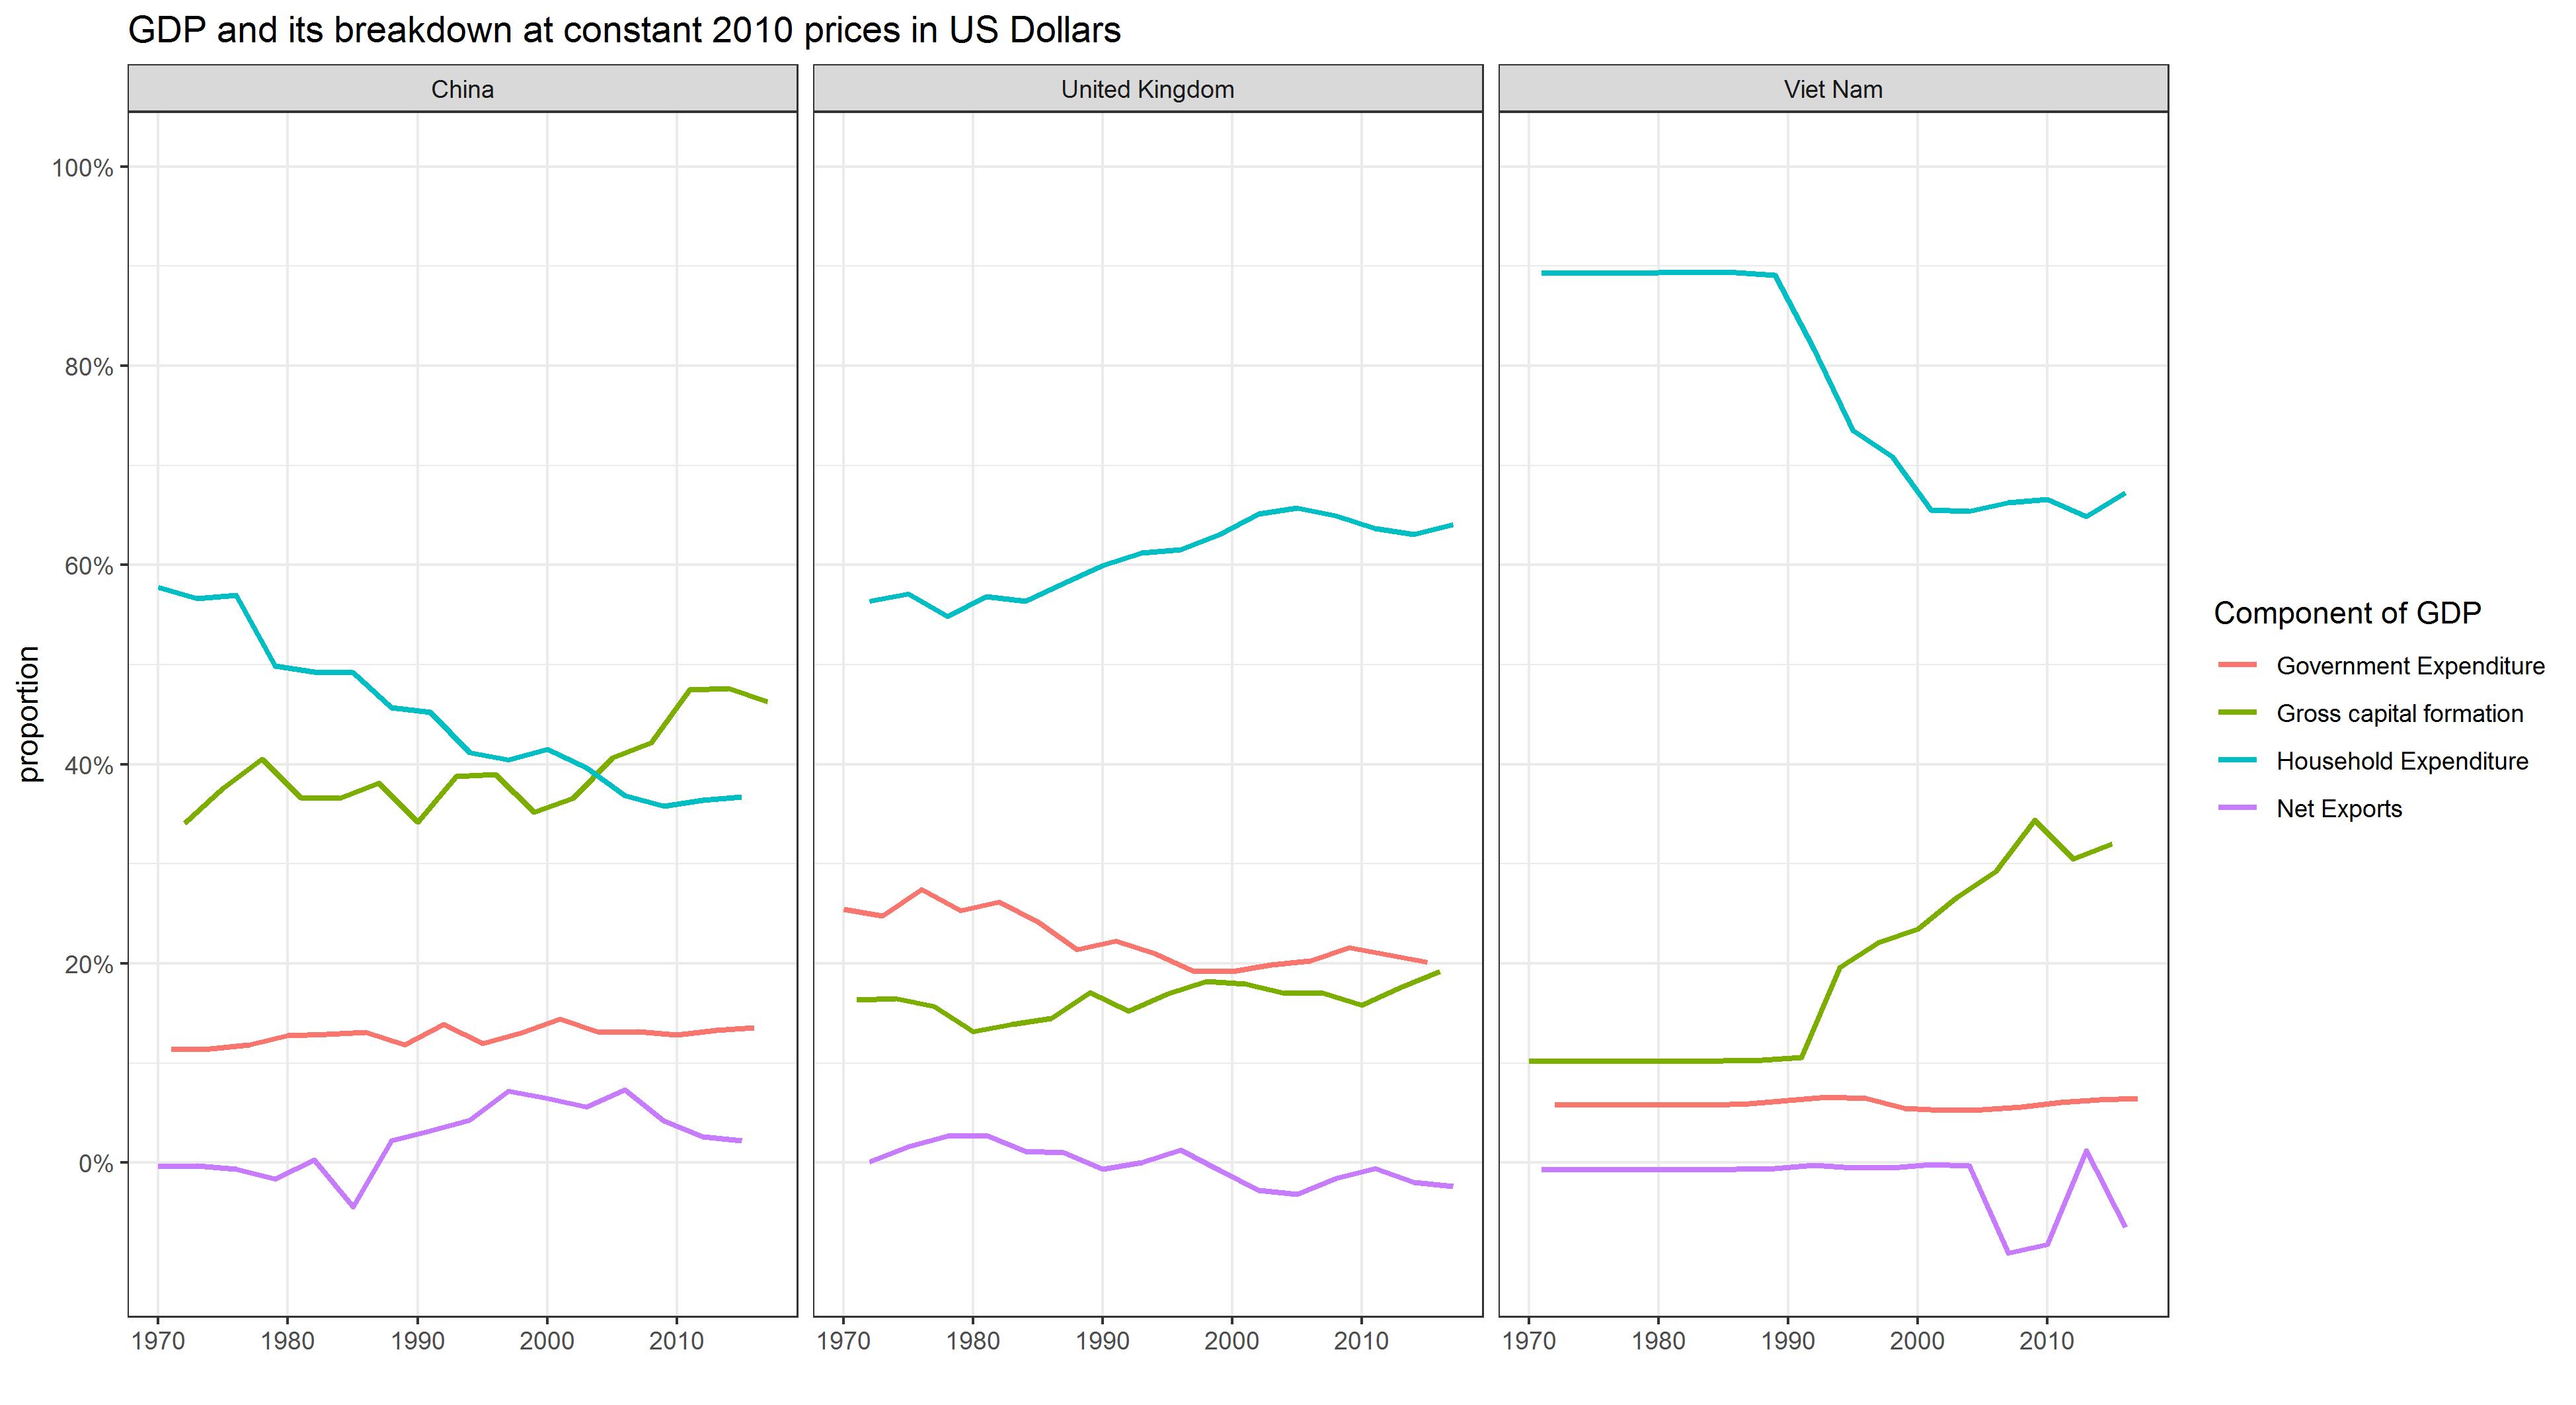 GDP and its breakdown at constant 2010 prices in US Dollars
China
United Kingdom
Viet Nam
100%
80%
60%
40%
20%
0%
proportion
1970 1980 1990 2000 2010
1970 1980 1990 2000 2010
1970 1980 1990 2000 2010
Component of GDP
Government Expenditure
Gross capital formation
Household Expenditure
Net Exports